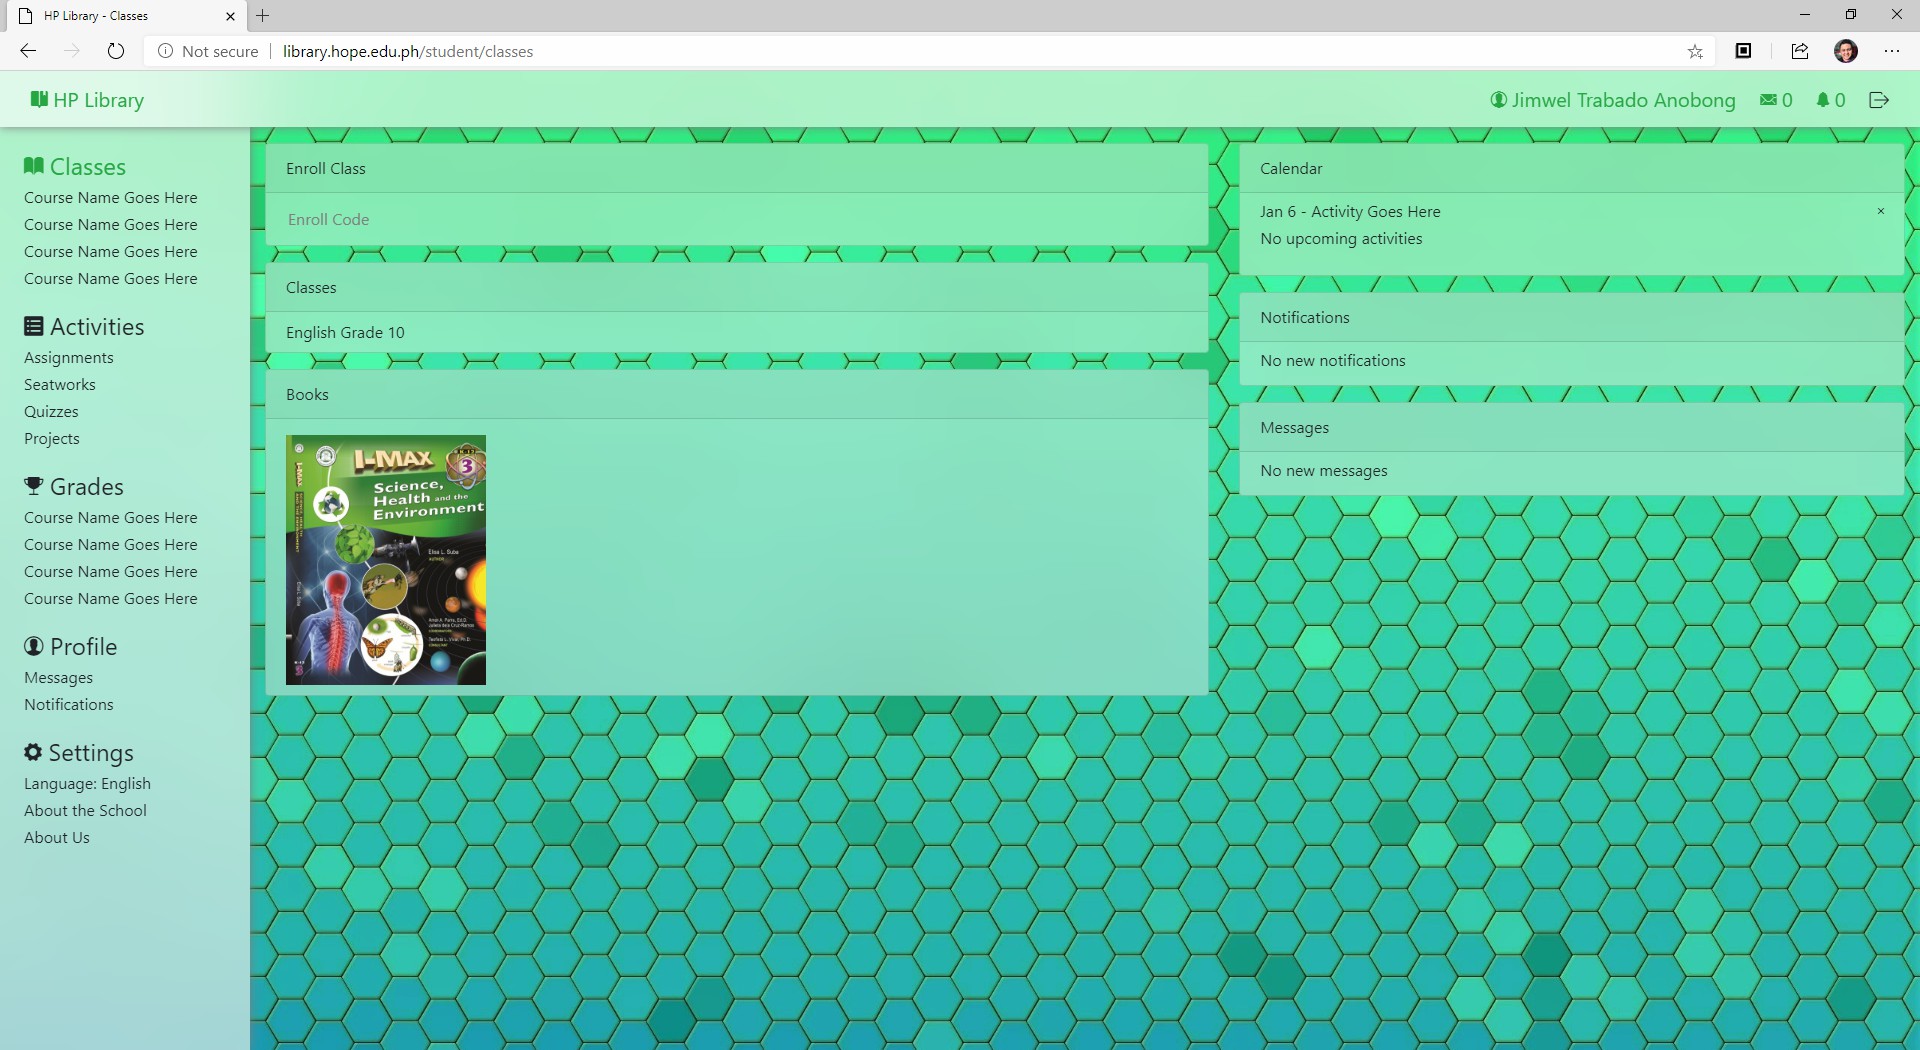 HP Library - Classes
Not secure
library.hope.edu.ph/student/classes
HP Library
Jimwel Trabado Anobong
0
0
Classes
Course Name Goes Here
Course Name Goes Here
Course Name Goes Here
Course Name Goes Here
Activities
Assignments
Seatworks
Quizzes
Projects
Grades
Course Name Goes Here
Course Name Goes Here
Course Name Goes Here
Course Name Goes Here
Profile
Messages
Notifications
Settings
Language: English
About the School
About Us
Enroll Class
Enroll Code
Classes
English Grade 10
Books
I-MAX
3
Science,
Health and the
Environment
Elisa L. Suba
Calendar
Jan 6 - Activity Goes Here
No upcoming activities
Notifications
No new notifications
Messages
No new messages